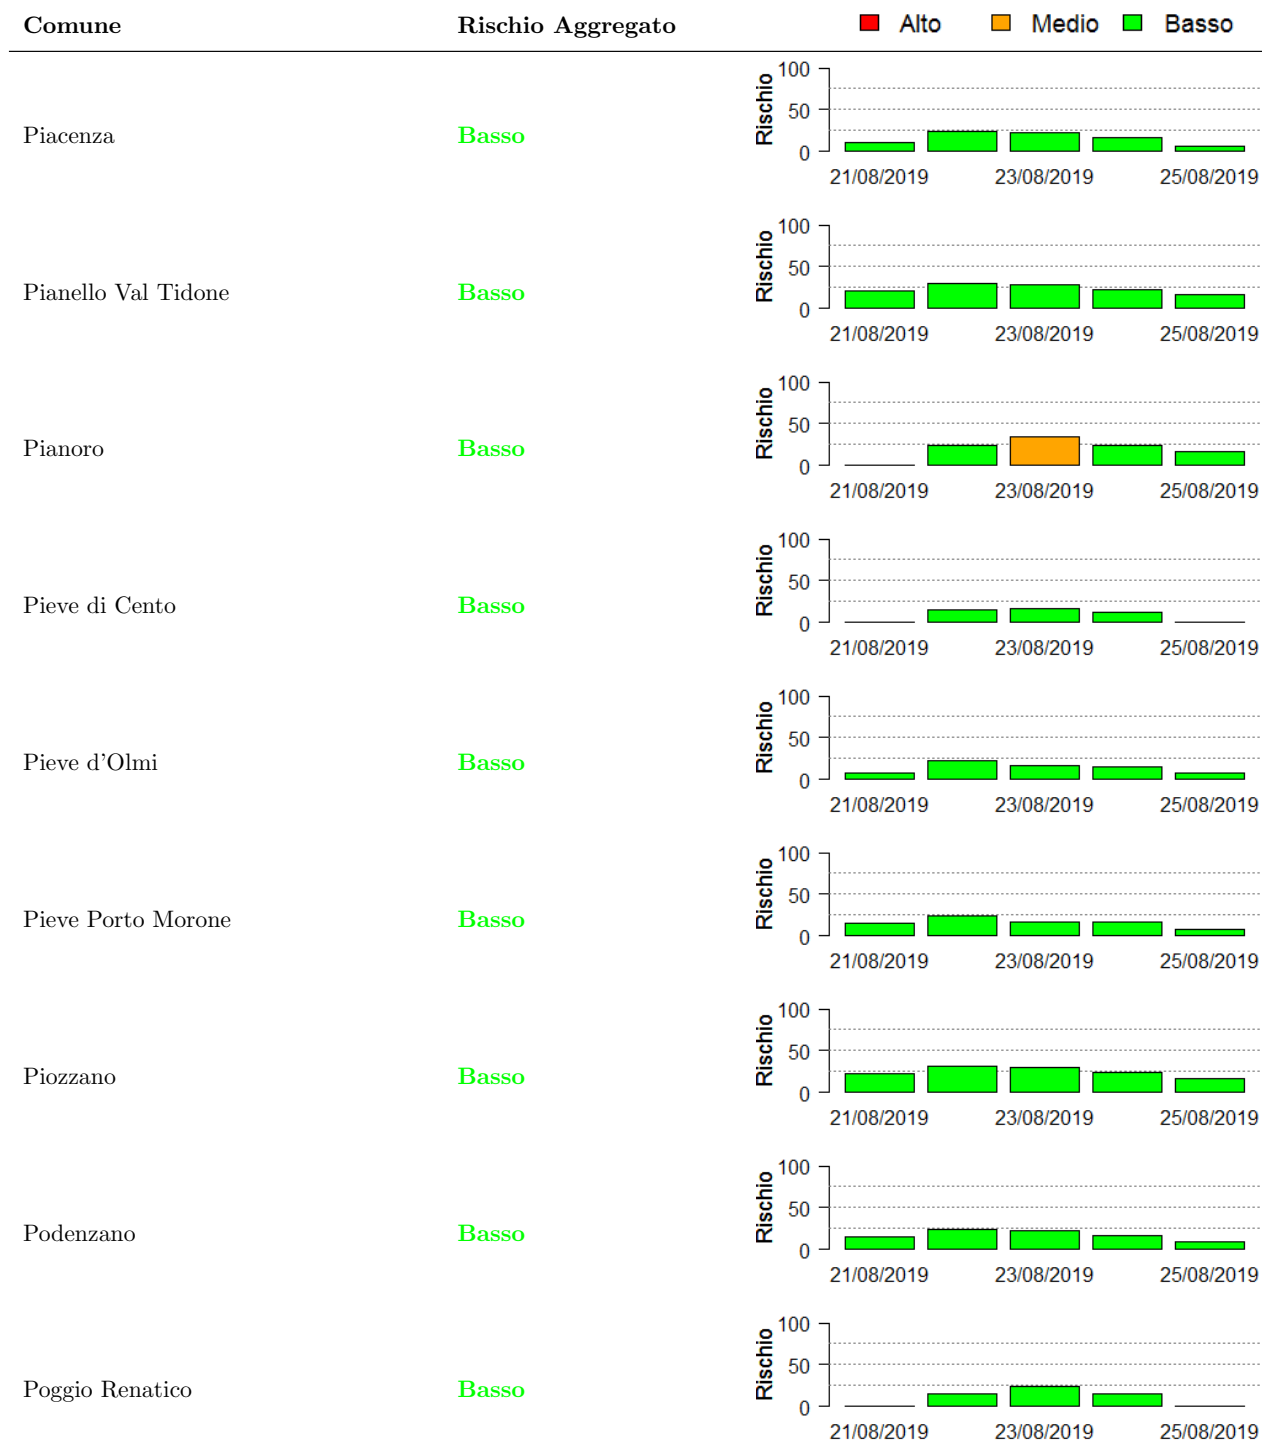 Comune Rischio Aggregato Alto Medio Basso
100
50
0
Rischio
Piacenza Basso
21/08/2019 23/08/2019 25/08/2019
100
50
0
Rischio
Pianello Val Tidone Basso
21/08/2019 23/08/2019 25/08/2019
100
50
0
Rischio
Pianoro Basso
21/08/2019 23/08/2019 25/08/2019
100
50
0
Rischio
Pieve di Cento Basso
21/08/2019 23/08/2019 25/08/2019
100
50
0
Rischio
Pieve d'Olmi Basso
21/08/2019 23/08/2019 25/08/2019
100
50
0
Rischio
Pieve Porto Morone Basso
21/08/2019 23/08/2019 25/08/2019
100
50
0
Rischio
Piozzano Basso
21/08/2019 23/08/2019 25/08/2019
100
50
0
Rischio
Podenzano Basso
21/08/2019 23/08/2019 25/08/2019
100
50
0
Rischio
Poggio Renatico Basso
21/08/2019 23/08/2019 25/08/2019